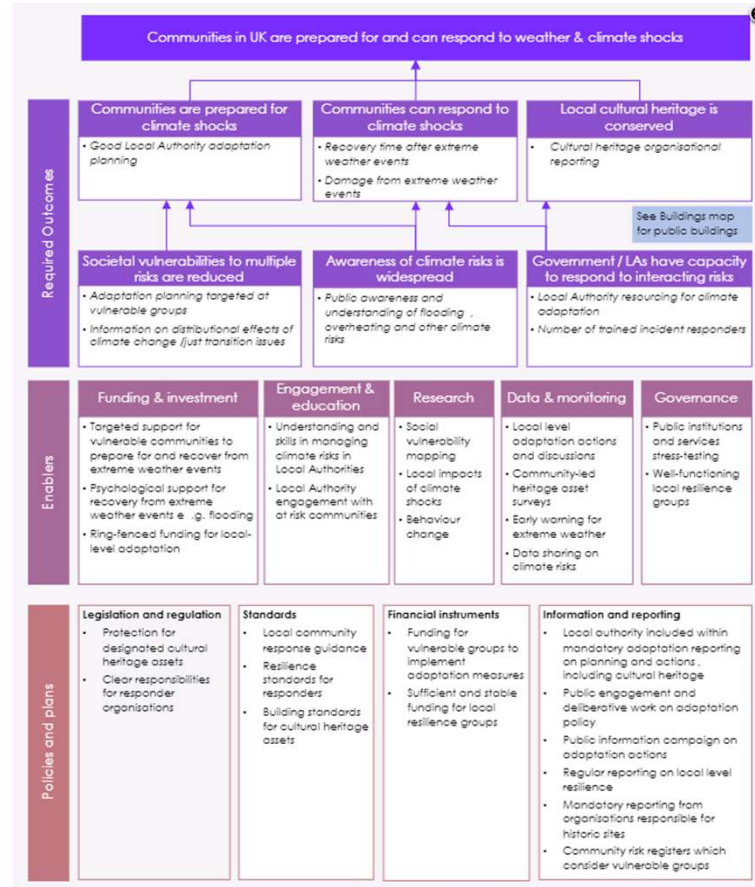 Communities in UK are prepared for and can respond to weather & climate shocks
Required Outcomes
Communities are prepared for
climate shocks
• Good Local Authority adaptation
planning
Communities can respond to
climate shocks
• Recovery time after extreme
weather events
• Damage from extreme weather
events
Local cultural heritage is
conserved
• Cultural heritage organisational
reporting
See Buildings map
for public buildings
Societal vulnerabilities to multiple
risks are reduced
• Adaptation planning targeted at
vulnerable groups
• Information on distributional effects of
climate change /just transition issues
Awareness of climate risks is
widespread
• Public awareness and
understanding of flooding ,
overheating and other climate
risks
Government / LAs have capacity
to respond to interacting risks
• Local Authority resourcing for climate
adaptation
• Number of trained incident responders
Enablers
Funding & investment
• Targeted support for
vulnerable communities to
prepare for and recover from
extreme weather events
• Psychological support for
recovery from extreme
weather events e .g. flooding
• Ring-fenced funding for local-
level adaptation
Engagement &
education
• Understanding and
skills in managing
climate risks in
Local Authorities
• Local Authority
engagement with
at risk communities
Research
• Social
vulnerability
mapping
• Local impacts
of climate
shocks
• Behaviour
change
Data & monitoring
• Local level
adaptation actions
and discussions
• Community-led
heritage asset
surveys
• Early warning for
extreme weather
• Data sharing on
climate risks
Governance
• Public institutions
and services
stress-testing
• Well-functioning
local resilience
groups
Policies and plans
Legislation and regulation
• Protection for
designated cultural
heritage assets
• Clear responsibilities
for responder
organisations
Standards
• Local community
response guidance
• Resilience
standards for
responders
• Building standards
for cultural heritage
assets
Financial instruments
• Funding for
vulnerable groups to
implement
adaptation measures
• Sufficient and stable
funding for local
resilience groups
Information and reporting
• Local authority included within
mandatory adaptation reporting
on planning and actions ,
including cultural heritage
• Public engagement and
deliberative work on adaptation
policy
• Public information campaign on
adaptation actions
• Regular reporting on local level
resilience
• Mandatory reporting from
organisations responsible for
historic sites
• Community risk registers which
consider vulnerable groups